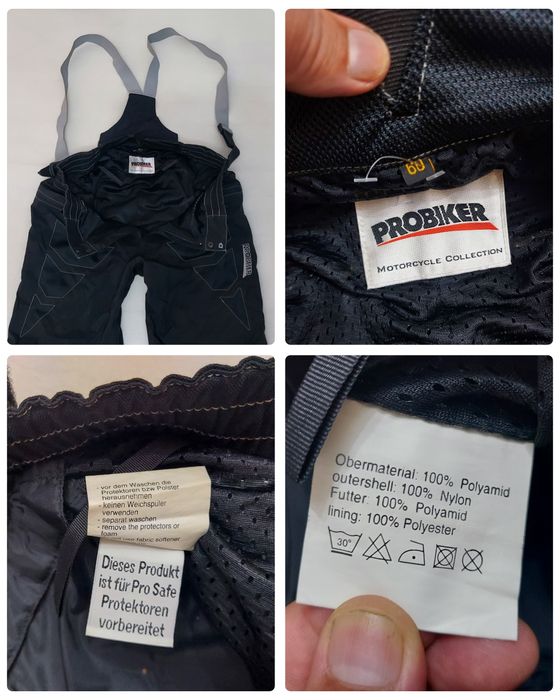 PROBIKER
PROBIKER
60
PROBIKER
MOTORCYCLE COLLECTION
- vor dem Waschen die
Protektoren bzw Polster
herausnehmen
- keinen Weichspüler
verwenden
- separat waschen
- remove the protectors or
foam
use fabric softener
Dieses Produkt
ist für Pro Safe
Protektoren
vorbereitet
Obermaterial: 100% Polyamid
outershell: 100% Nylon
Futter: 100% Polyamid
lining: 100% Polyester
30°